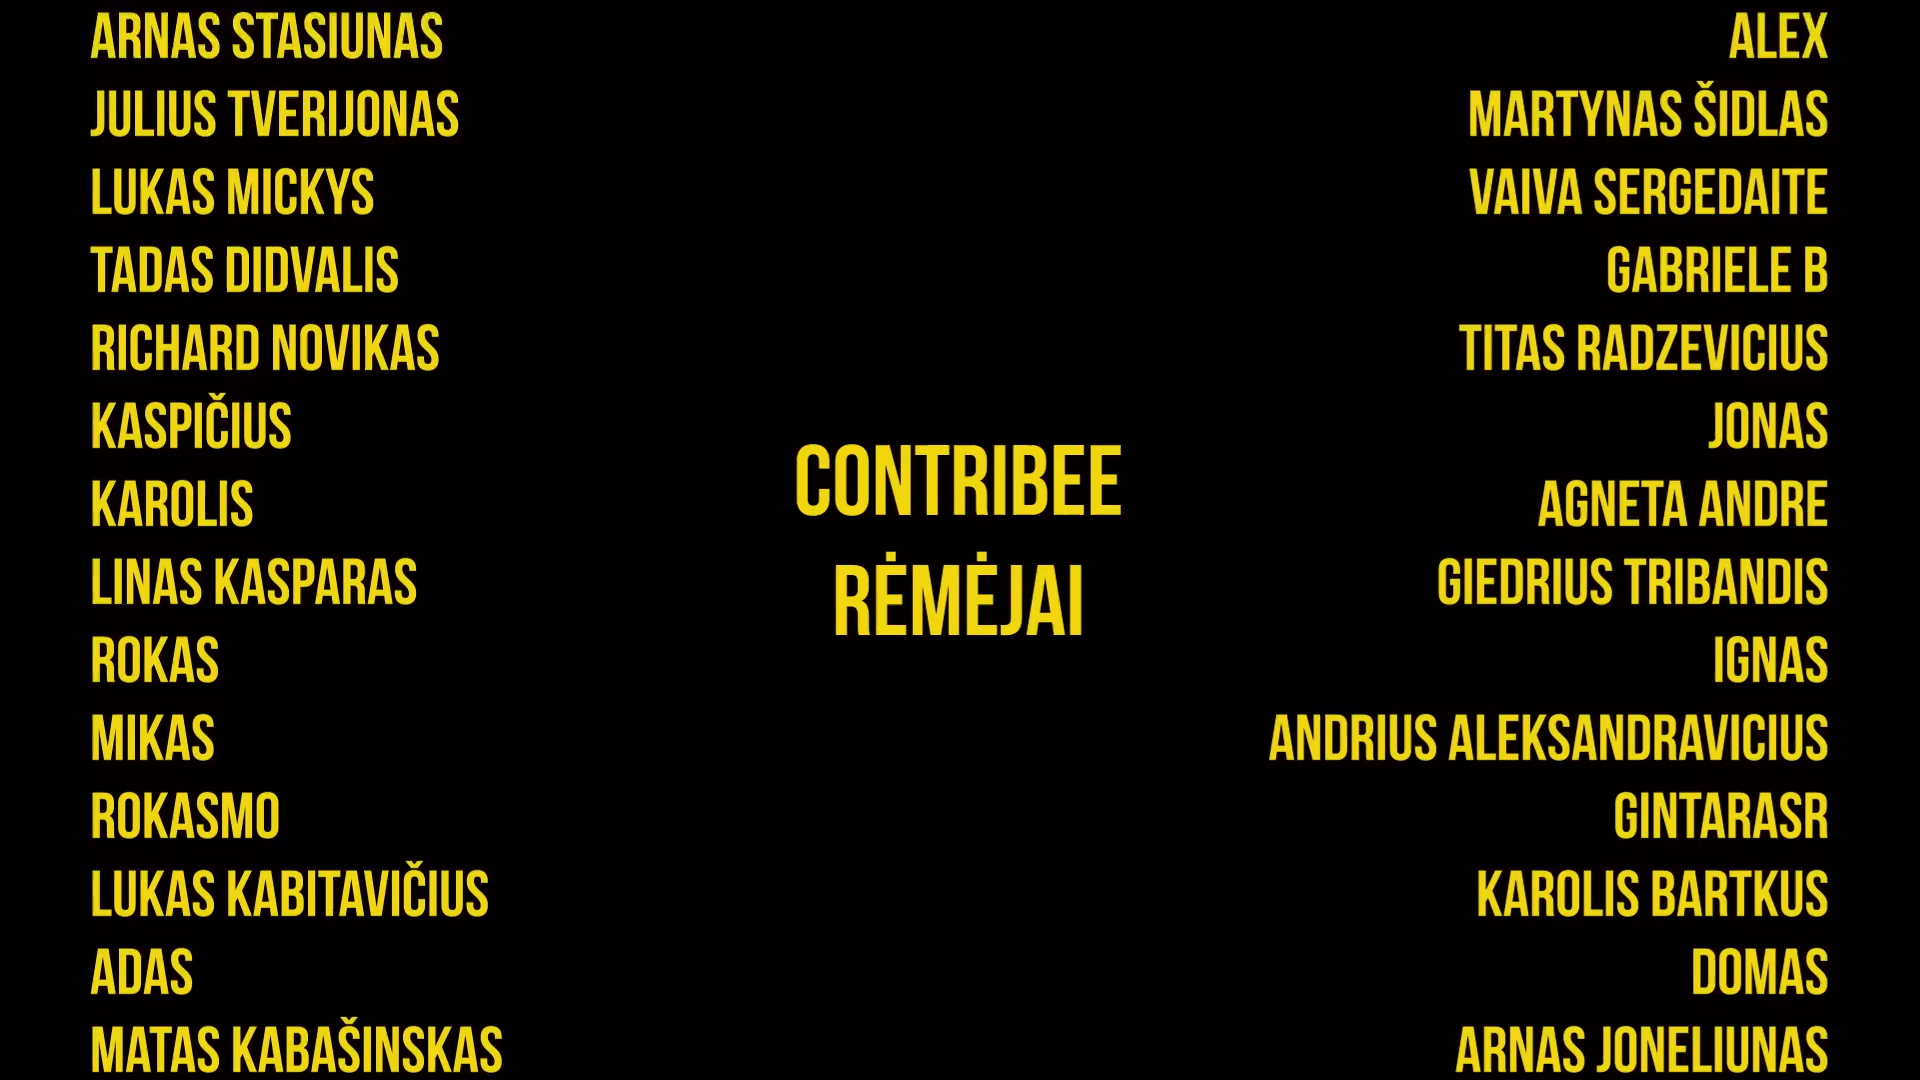 ARNAS STASIUNAS
JULIUS TVERIJONAS
LUKAS MICKYS
TADAS DIDVALIS
RICHARD NOVIKAS
KASPIČIUS
KAROLIS
LINAS KASPARAS
ROKAS
MIKAS
ROKASMO
LUKAS KABITAVIČIUS
ADAS
MATAS KABAŠINSKAS
CONTRIBEE
RĖMĖJAI
ALEX
MARTYNAS ŠIDLAS
VAIVA SERGEDAITE
GABRIELE B
TITAS RADZEVICIUS
JONAS
AGNETA ANDRE
GIEDRIUS TRIBANDIS
IGNAS
ANDRIUS ALEKSANDRAVICIUS
GINTARASR
KAROLIS BARTKUS
DOMAS
ARNAS JONELIUNAS